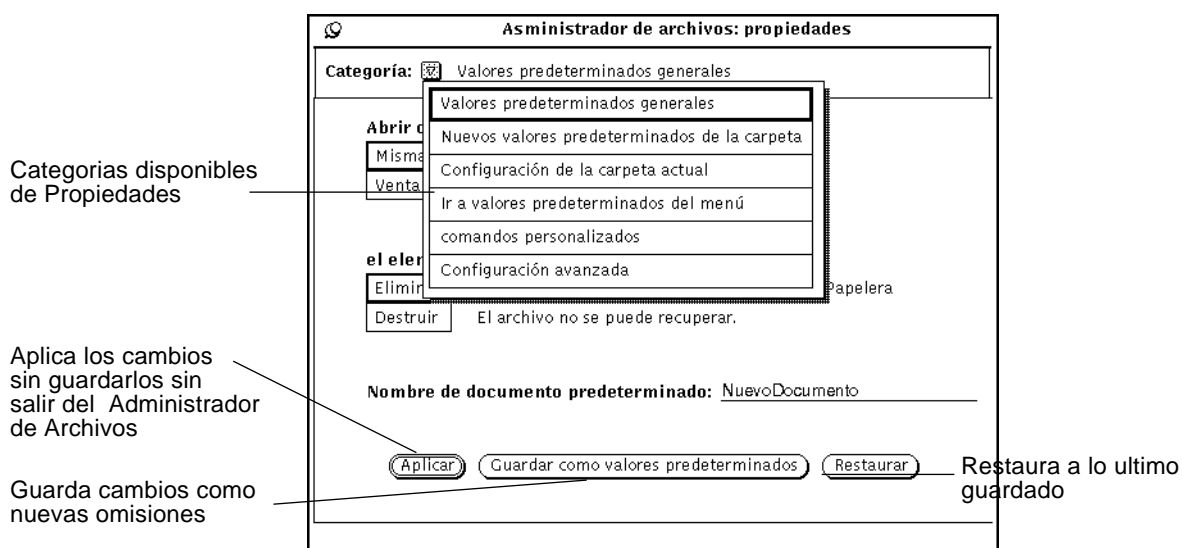 Asministrador de archivos: propiedades
Categoría: Valores predeterminados generales
Valores predeterminados generales
Nuevos valores predeterminados de la carpeta
Configuración de la carpeta actual
Ir a valores predeterminados del menú
comandos personalizados
Configuración avanzada
Abrir
Misma
Venta
el eler
Elimir
Papelera
Destruir El archivo no se puede recuperar.
Nombre de documento predeterminado: NuevoDocumento
Aplicar Guardar como valores predeterminados Restaurar
Categorias disponibles
de Propiedades
Aplica los cambios
sin guardarlos sin
salir del Administrador
de Archivos
Guarda cambios como
nuevas omisiones
Restaura a lo ultimo
guardado